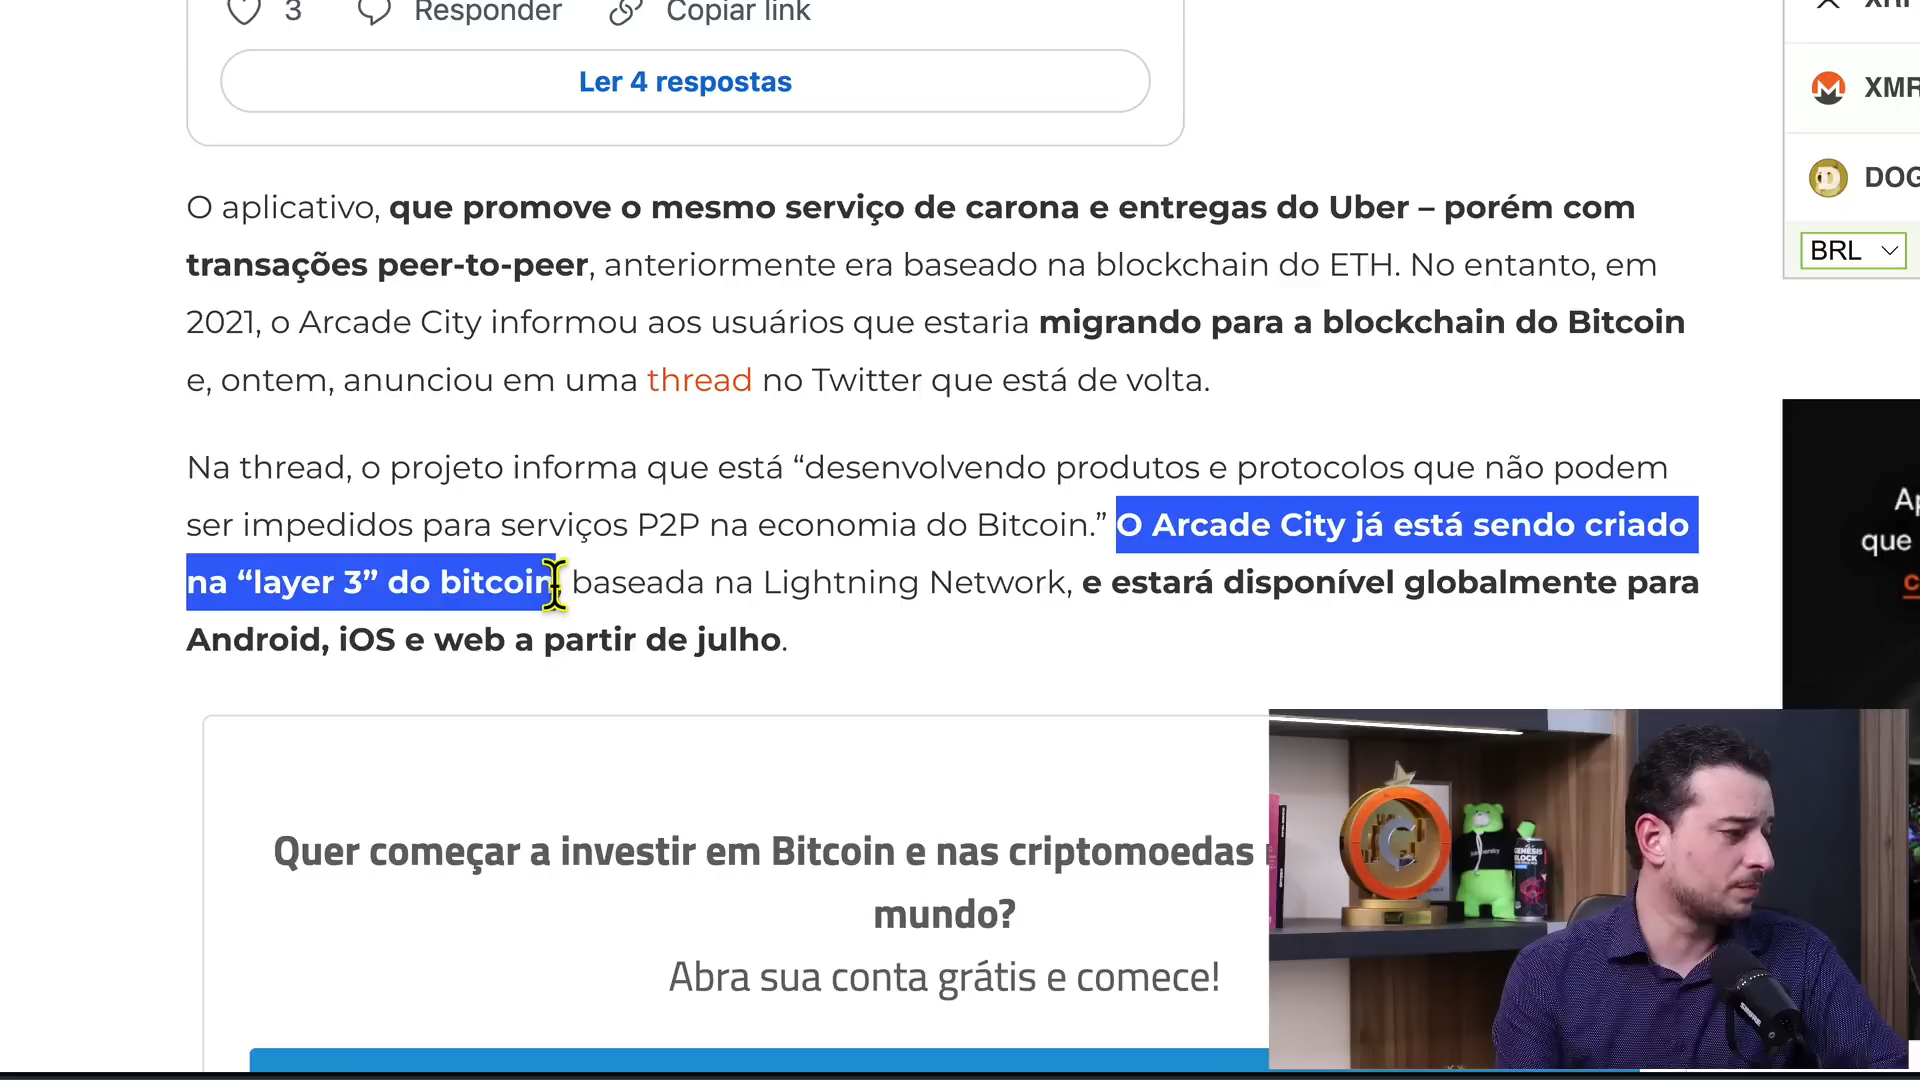 3 Responder Copiar link
Ler 4 respostas
O aplicativo, que promove o mesmo serviço de carona e entregas do Uber – porém com
transações peer-to-peer, anteriormente era baseado na blockchain do ETH. No entanto, em
2021, o Arcade City informou aos usuários que estaria migrando para a blockchain do Bitcoin
e, ontem, anunciou em uma thread no Twitter que está de volta.
Na thread, o projeto informa que está “desenvolvendo produtos e protocolos que não podem
ser impedidos para serviços P2P na economia do Bitcoin.” O Arcade City já está sendo criado
na “layer 3” do bitcoin, baseada na Lightning Network, e estará disponível globalmente para
Android, iOS e web a partir de julho.
Quer começar a investir em Bitcoin e nas criptomoedas
mundo?
Abra sua conta grátis e comece!
XMR
DOG
BRL
Ap
que
c
GENESIS
BLOCK
SHURE